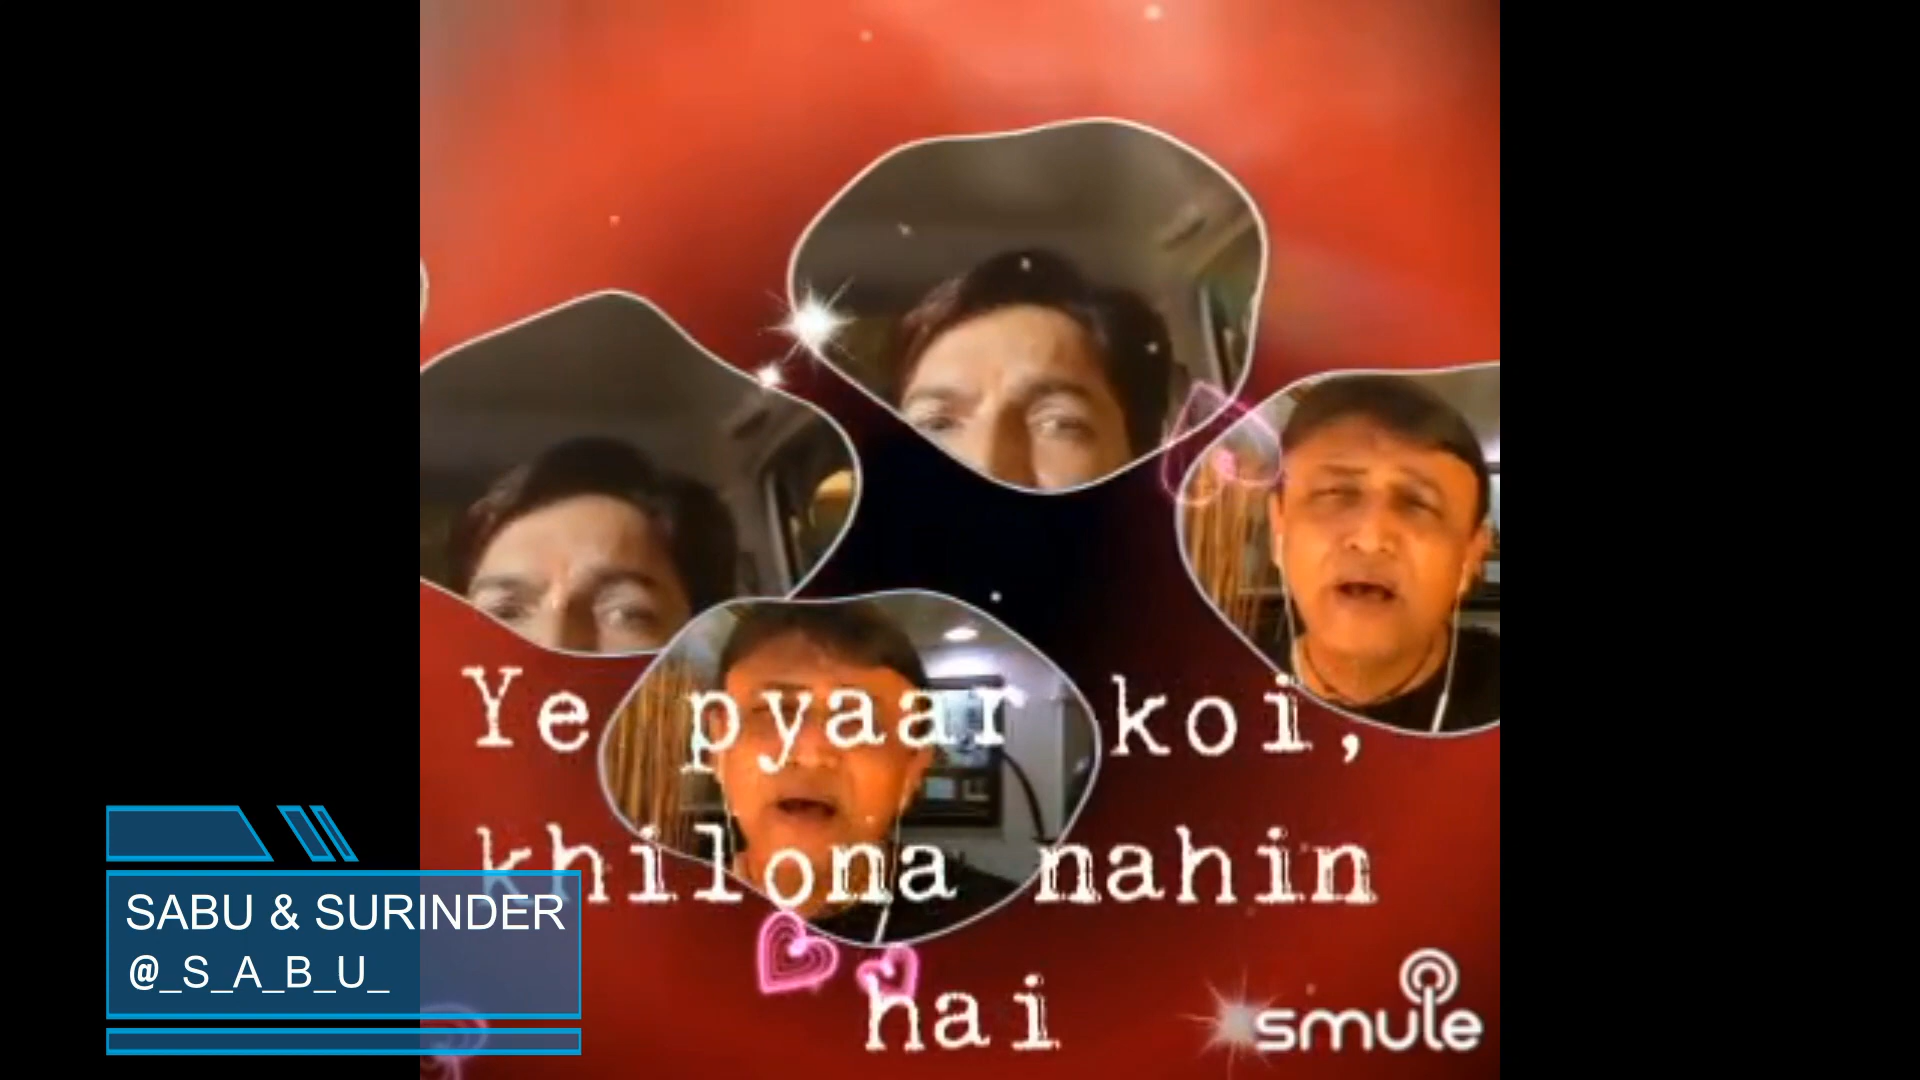 Ye pyaar koi,
khilona nahin
hai
SABU & SURINDER
@_S_A_B_U_
smule